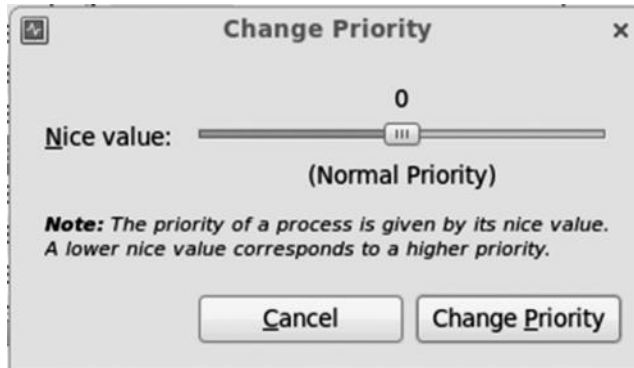 Change Priority
0
Nice value:
(Normal Priority)
Note: The priority of a process is given by its nice value.
A lower nice value corresponds to a higher priority.
Cancel Change Priority